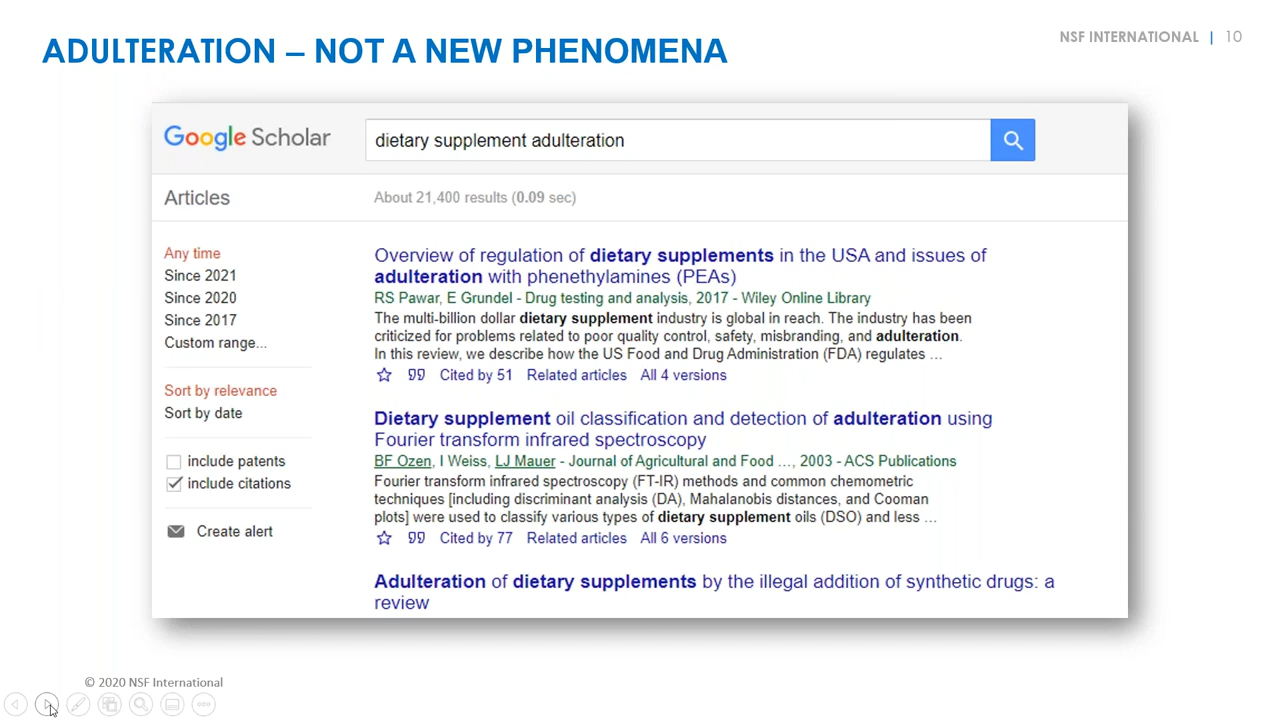 ADULTERATION – NOT A NEW PHENOMENA
NSF INTERNATIONAL | 10
Google Scholar
dietary supplement adulteration
Articles
About 21,400 results (0.09 sec)
Any time
Since 2021
Since 2020
Since 2017
Custom range...
Sort by relevance
Sort by date
include patents
include citations
Create alert
Overview of regulation of dietary supplements in the USA and issues of
adulteration with phenethylamines (PEAs)
RS Pawar, E Grundel - Drug testing and analysis, 2017 - Wiley Online Library
The multi-billion dollar dietary supplement industry is global in reach. The industry has been
criticized for problems related to poor quality control, safety, misbranding, and adulteration.
In this review, we describe how the US Food and Drug Administration (FDA) regulates …
Cited by 51 Related articles All 4 versions
Dietary supplement oil classification and detection of adulteration using
Fourier transform infrared spectroscopy
BF Ozen, I Weiss, LJ Mauer - Journal of Agricultural and Food …, 2003 - ACS Publications
Fourier transform infrared spectroscopy (FT-IR) methods and common chemometric
techniques [including discriminant analysis (DA), Mahalanobis distances, and Cooman
plots] were used to classify various types of dietary supplement oils (DSO) and less …
Cited by 77 Related articles All 6 versions
Adulteration of dietary supplements by the illegal addition of synthetic drugs: a
review
© 2020 NSF International